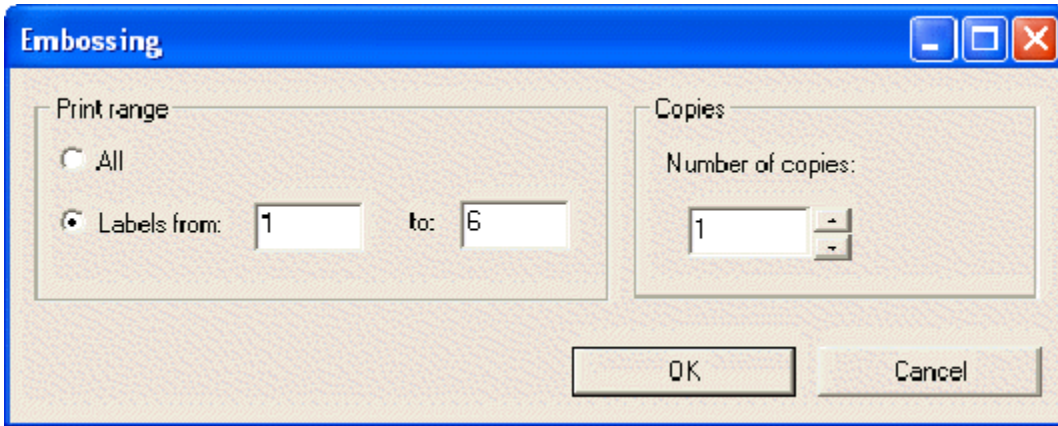 Embossing
Print range
All
Labels from: 1 to: 6
Copies
Number of copies:
1
OK
Cancel